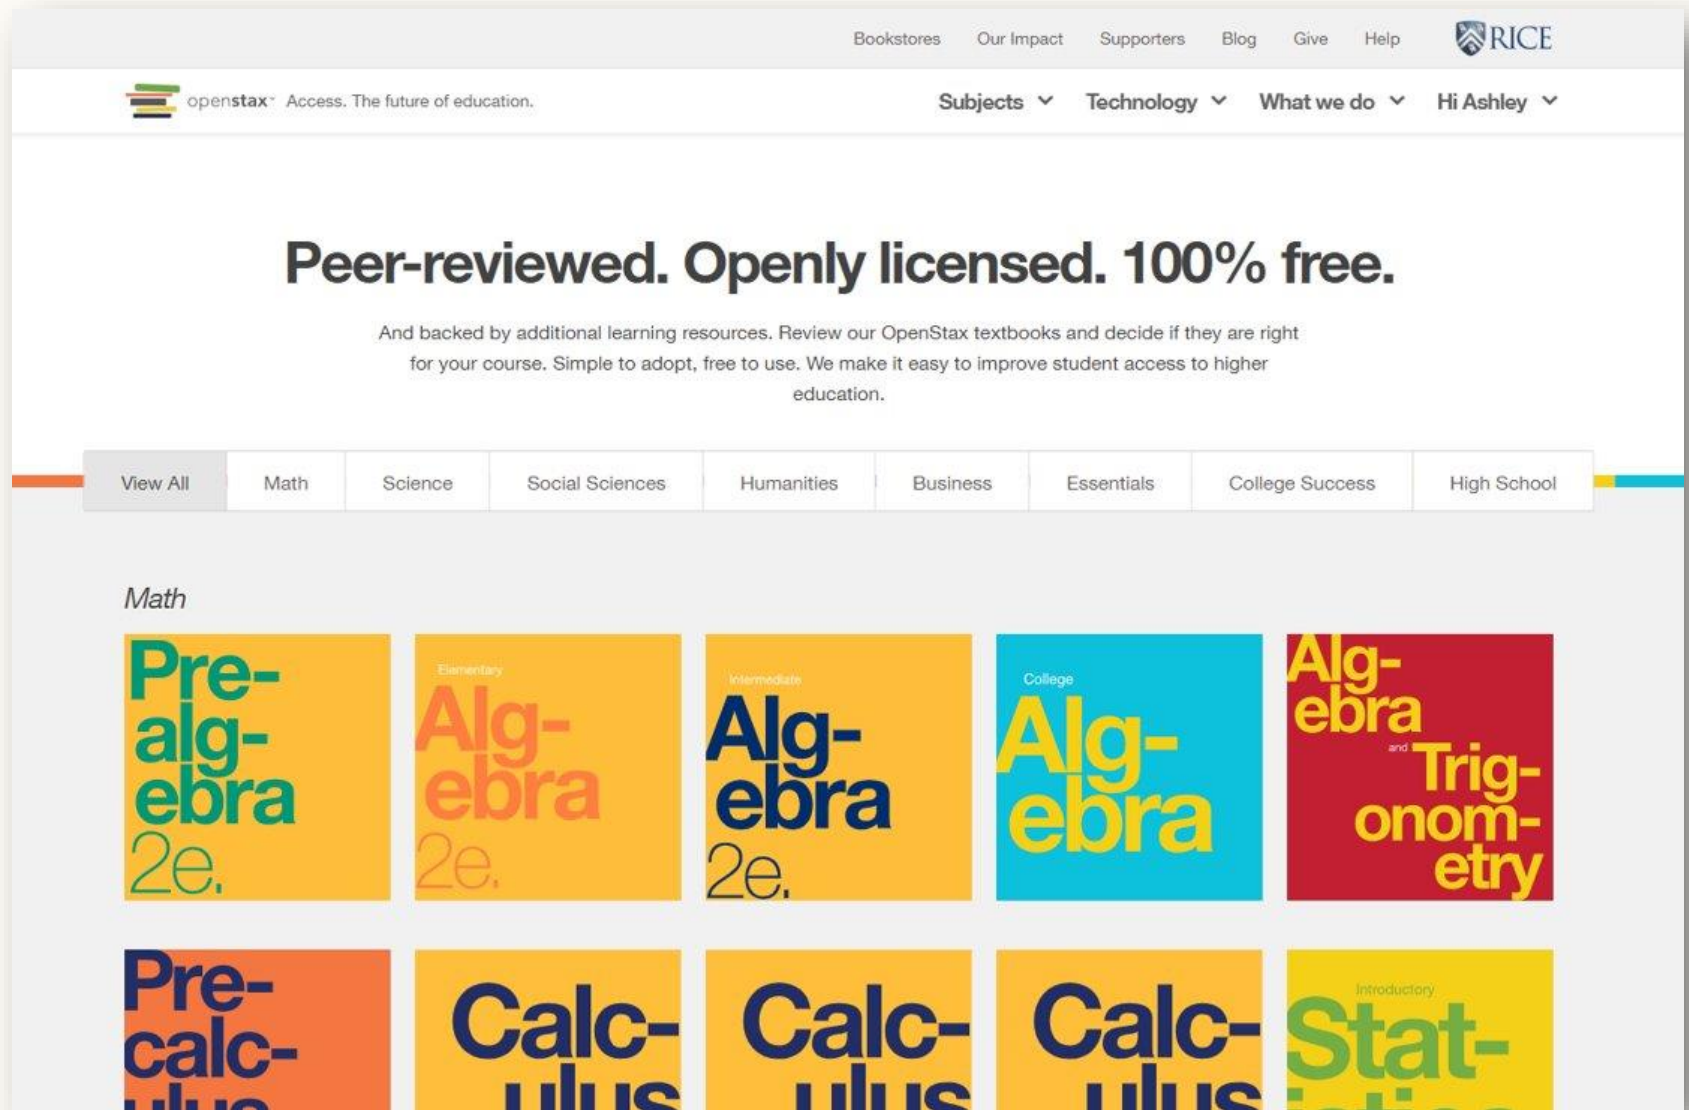 Bookstores Our Impact Supporters Blog Give Help RICE
openstax Access. The future of education.
Subjects Technology What we do Hi Ashley
Peer-reviewed. Openly licensed. 100% free.
And backed by additional learning resources. Review our OpenStax textbooks and decide if they are right
for your course. Simple to adopt, free to use. We make it easy to improve student access to higher
education.
View All Math Science Social Sciences Humanities Business Essentials College Success High School
Math
Pre-
alg-
ebra
2e.
Elementary
Alg-
ebra
2e.
Intermediate
Alg-
ebra
2e.
College
Alg-
ebra
Alg-
ebra
and
Trig-
onom-
etry
Pre-
calc-
ulus
Calc-
ulus
Calc-
ulus
Calc-
ulus
Introductory
Stat-
istics